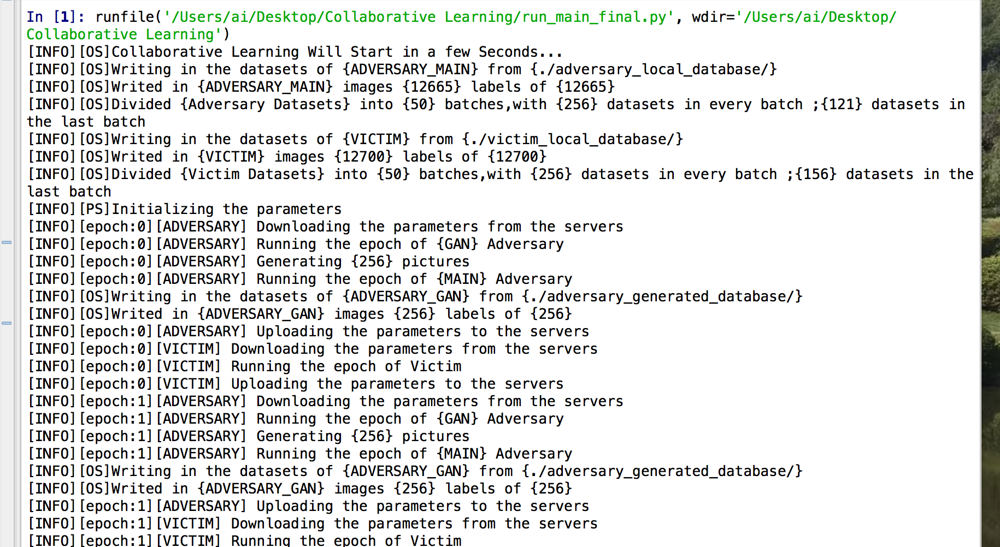 In [1]: runfile('/Users/ai/Desktop/Collaborative Learning/run_main_final.py', wdir='/Users/ai/Desktop/
Collaborative Learning')
[INFO][OS]Collaborative Learning Will Start in a few Seconds...
[INFO][OS]Writing in the datasets of {ADVERSARY_MAIN} from {./adversary_local_database/}
[INFO][OS]Writed in {ADVERSARY_MAIN} images {12665} labels of {12665}
[INFO][OS]Divided {Adversary Datasets} into {50} batches,with {256} datasets in every batch ;{121} datasets in
the last batch
[INFO][OS]Writing in the datasets of {VICTIM} from {./victim_local_database/}
[INFO][OS]Writed in {VICTIM} images {12700} labels of {12700}
[INFO][OS]Divided {Victim Datasets} into {50} batches,with {256} datasets in every batch ;{156} datasets in the
last batch
[INFO][PS]Initializing the parameters
[INFO][epoch:0][ADVERSARY] Downloading the parameters from the servers
[INFO][epoch:0][ADVERSARY] Running the epoch of {GAN} Adversary
[INFO][epoch:0][ADVERSARY] Generating {256} pictures
[INFO][epoch:0][ADVERSARY] Running the epoch of {MAIN} Adversary
[INFO][OS]Writing in the datasets of {ADVERSARY_GAN} from {./adversary_generated_database/}
[INFO][OS]Writed in {ADVERSARY_GAN} images {256} labels of {256}
[INFO][epoch:0][ADVERSARY] Uploading the parameters to the servers
[INFO][epoch:0][VICTIM] Downloading the parameters from the servers
[INFO][epoch:0][VICTIM] Running the epoch of Victim
[INFO][epoch:0][VICTIM] Uploading the parameters to the servers
[INFO][epoch:1][ADVERSARY] Downloading the parameters from the servers
[INFO][epoch:1][ADVERSARY] Running the epoch of {GAN} Adversary
[INFO][epoch:1][ADVERSARY] Generating {256} pictures
[INFO][epoch:1][ADVERSARY] Running the epoch of {MAIN} Adversary
[INFO][OS]Writing in the datasets of {ADVERSARY_GAN} from {./adversary_generated_database/}
[INFO][OS]Writed in {ADVERSARY_GAN} images {256} labels of {256}
[INFO][epoch:1][ADVERSARY] Uploading the parameters to the servers
[INFO][epoch:1][VICTIM] Downloading the parameters from the servers
[INFO][epoch:1][VICTIM] Running the epoch of Victim